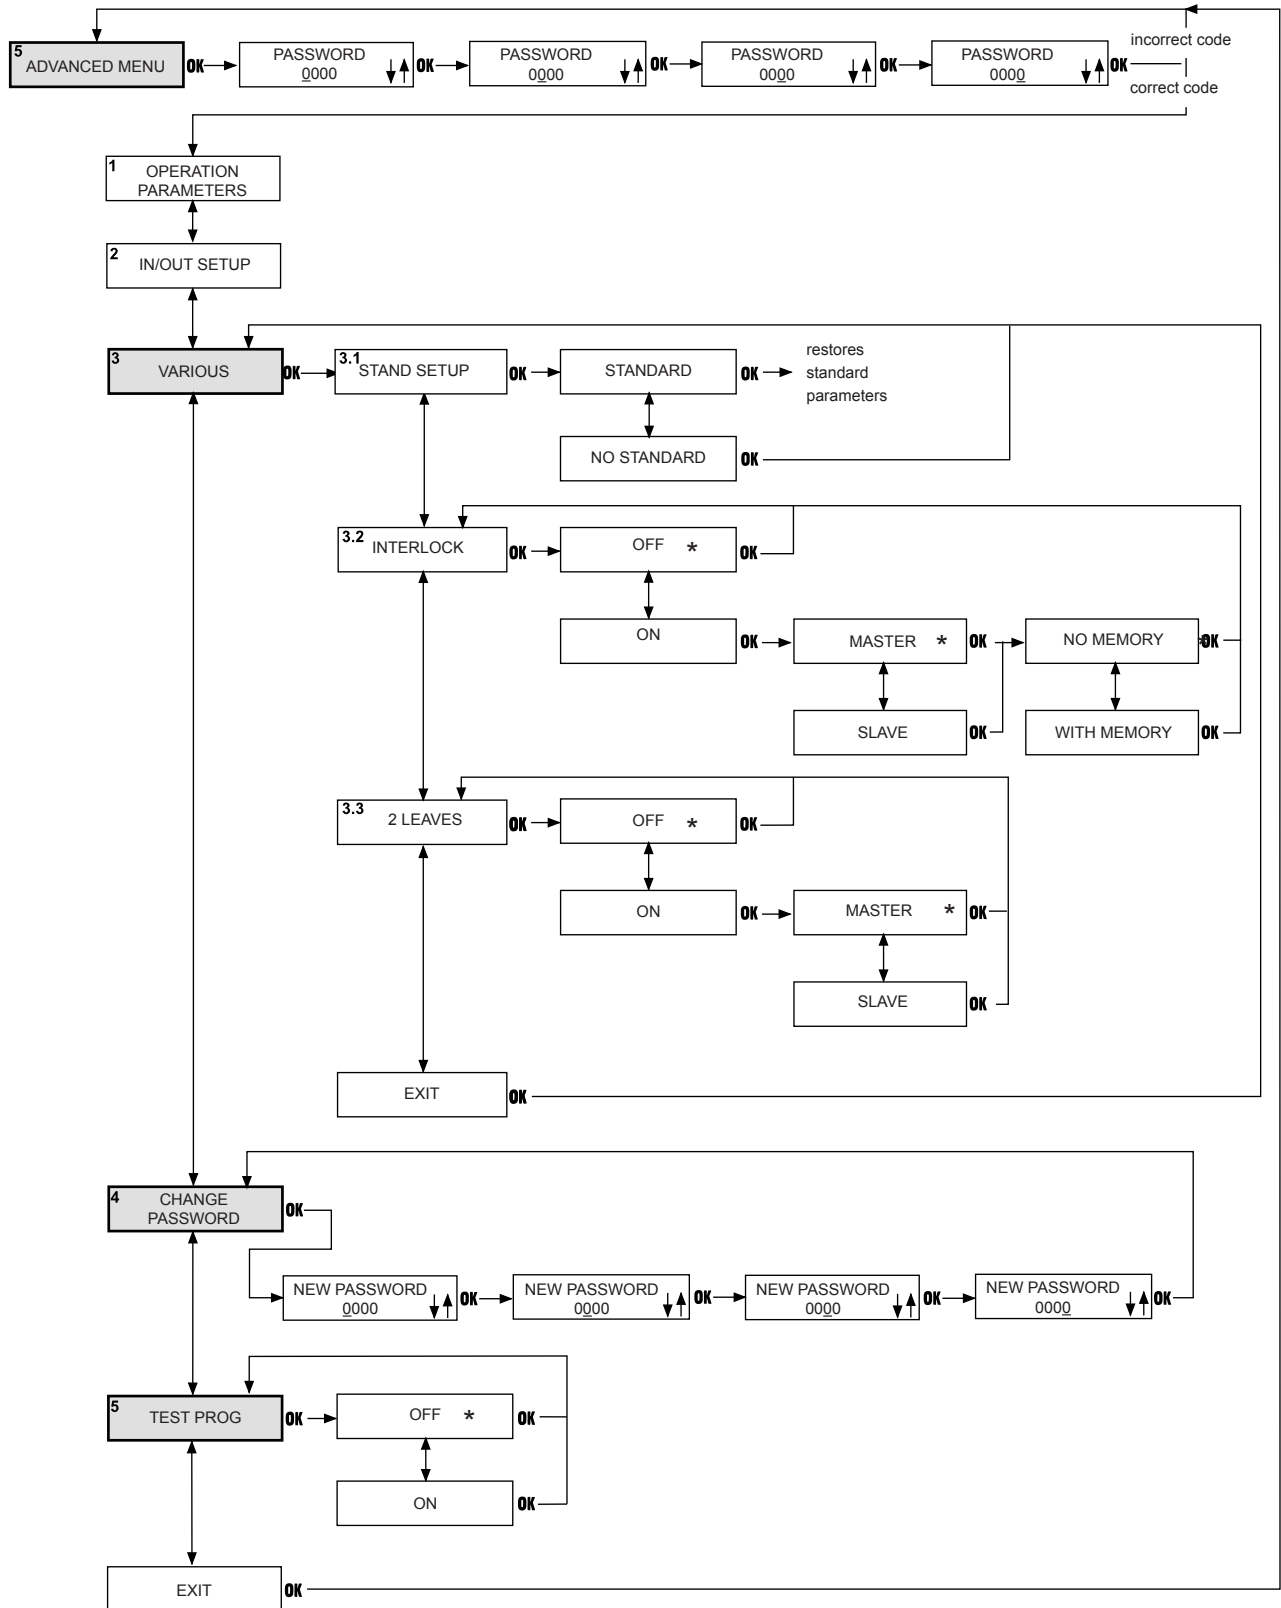 5
ADVANCED MENU
OK
PASSWORD
0000
OK
PASSWORD
0000
OK
PASSWORD
0000
OK
PASSWORD
0000
OK
incorrect code
correct code
1
OPERATION
PARAMETERS
2
IN/OUT SETUP
3
VARIOUS
OK
3.1
STAND SETUP
OK
STANDARD
OK
restores
standard
parameters
NO STANDARD
OK
3.2
INTERLOCK
OK
OFF *
OK
ON
OK
MASTER *
OK
NO MEMORY *
OK
SLAVE
OK
WITH MEMORY
OK
3.3
2 LEAVES
OK
OFF *
OK
ON
OK
MASTER *
OK
SLAVE
OK
EXIT
OK
4
CHANGE
PASSWORD
OK
NEW PASSWORD
0000
OK
NEW PASSWORD
0000
OK
NEW PASSWORD
0000
OK
NEW PASSWORD
0000
OK
5
TEST PROG
OK
OFF *
OK
ON
OK
EXIT
OK